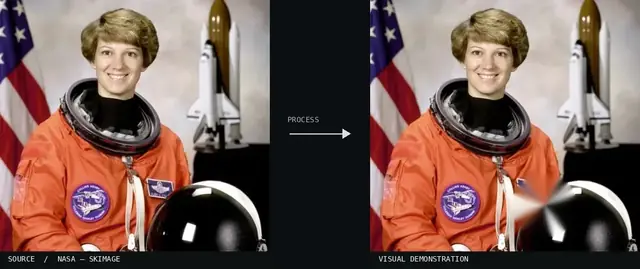 PROCESS
SOURCE / NASA — SKIMAGE
VISUAL DEMONSTRATION